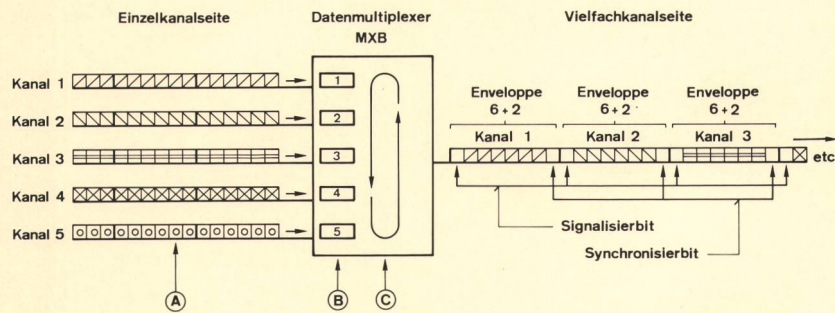 Einzelkanalseite
Datenmultiplexer
MXB
Vielfachkanalseite
Kanal 1
Kanal 2
Kanal 3
Kanal 4
Kanal 5
1
2
3
4
5
A
B
C
Enveloppe
6+2
Kanal 1
Enveloppe
6+2
Kanal 2
Enveloppe
6+2
Kanal 3
etc
Signalisierbit
Synchronisierbit